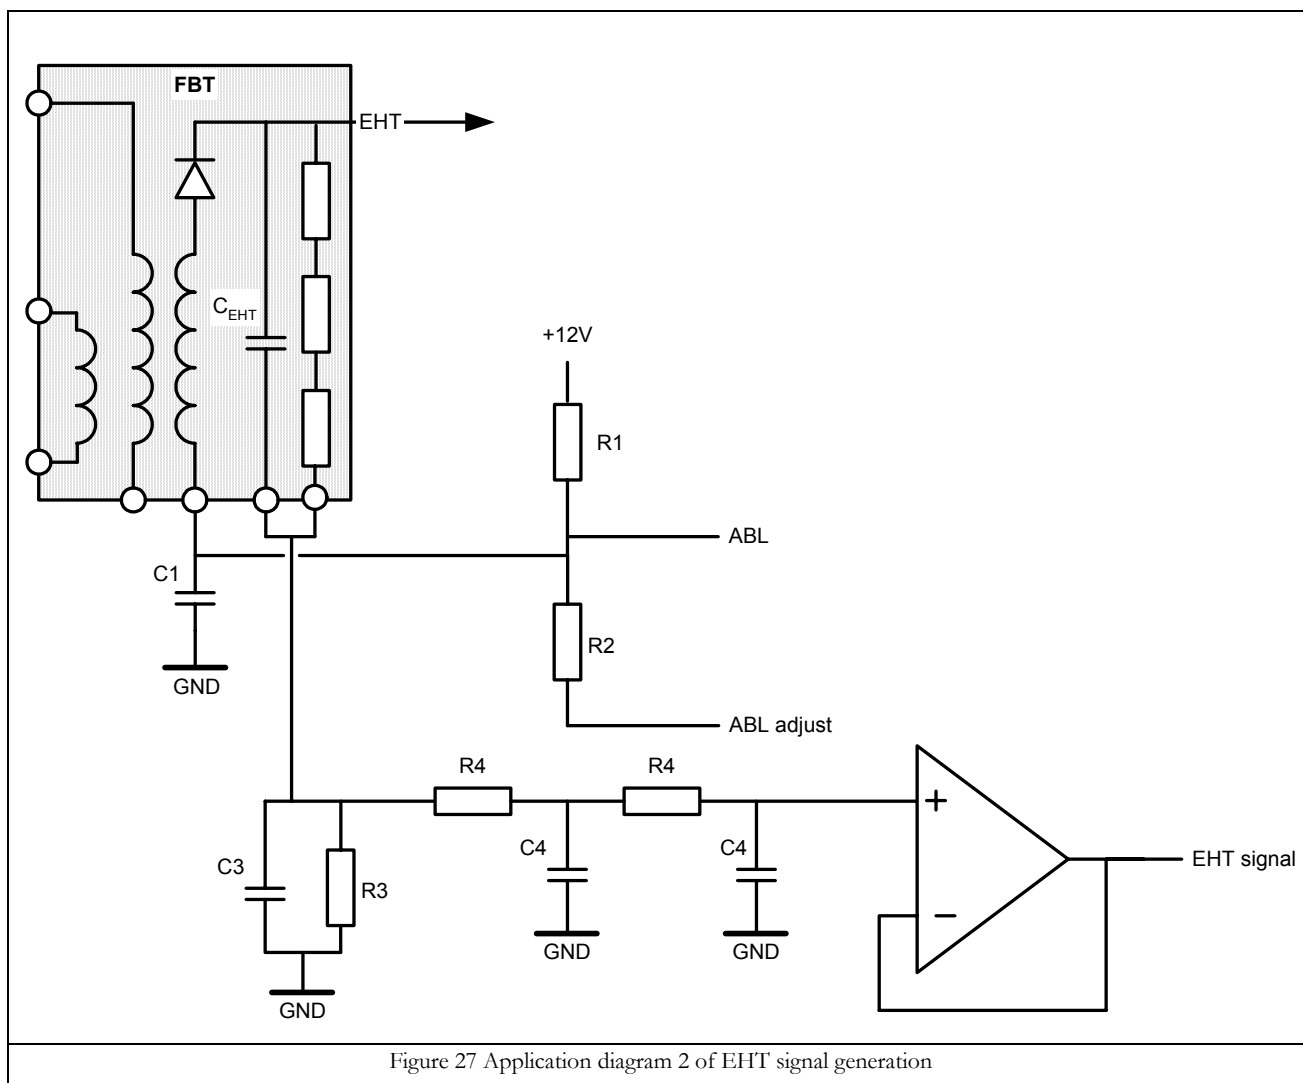 FBT
EHT
C_EHT
+12V
R1
ABL
C1
R2
GND
ABL adjust
R4
R4
C4
C4
C3
R3
+
−
EHT signal
GND
GND
GND
Figure 27 Application diagram 2 of EHT signal generation